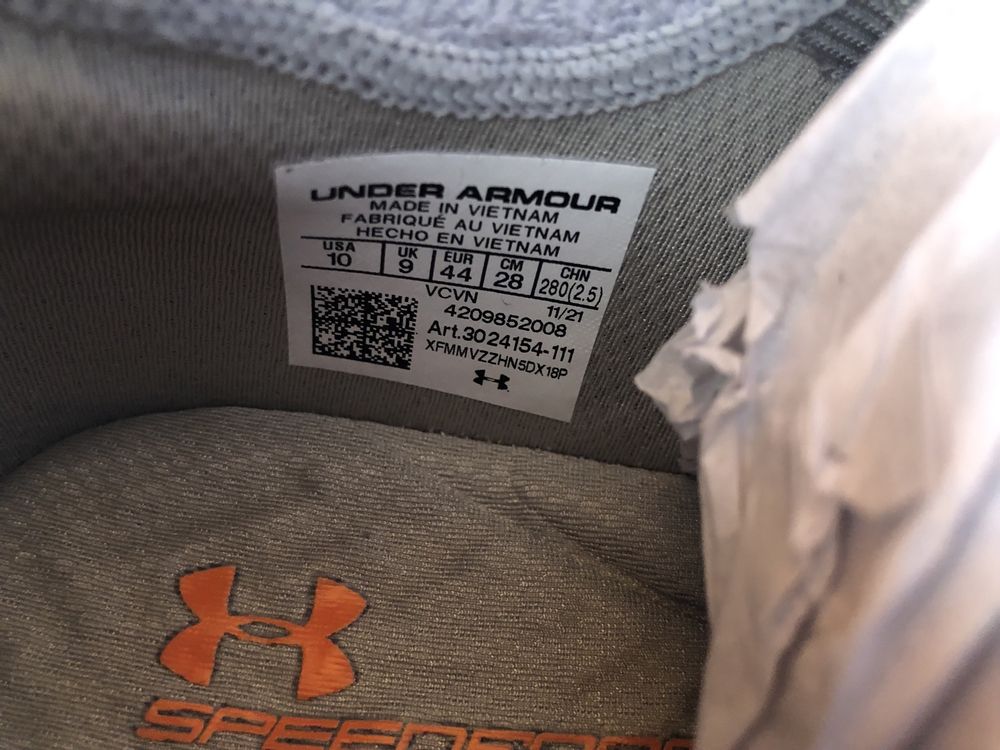 UNDER ARMOUR
MADE IN VIETNAM
FABRIQUÉ AU VIETNAM
HECHO EN VIETNAM
USA UK EUR CM CHN
10 9 44 28 280(2.5)
VCVN 11/21
4209852008
Art.3024154-111
XFMMVZZHN5DX18P